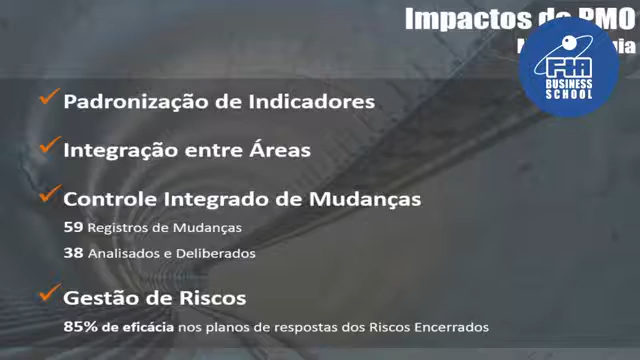 Impactos do PMO
FIA
BUSINESS
SCHOOL
Padronização de Indicadores
Integração entre Áreas
Controle Integrado de Mudanças
59 Registros de Mudanças
38 Analisados e Deliberados
Gestão de Riscos
85% de eficácia nos planos de respostas dos Riscos Encerrados